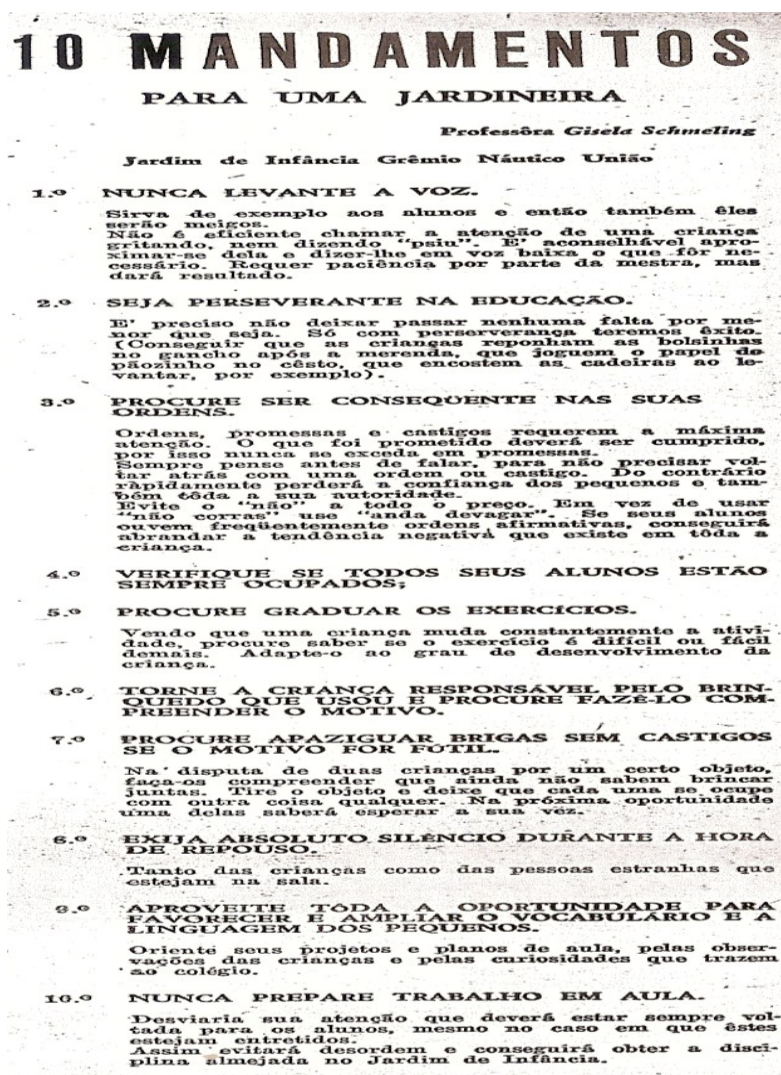 10 MANDAMENTOS
PARA UMA JARDINEIRA
Professôra Gisela Schmeling
Jardim de Infância Grêmio Náutico União
1.º NUNCA LEVANTE A VOZ.
Sirva de exemplo aos alunos e então também êles
serão meigos.
Não é eficiente chamar a atenção de uma criança
gritando, nem dizendo "psiu". E' aconselhável apro-
ximar-se dela e dizer-lhe em voz baixa o que fôr ne-
cessário. Requer paciência por parte da mestra, mas
dará resultado.
2.º SEJA PERSEVERANTE NA EDUCAÇÃO.
E' preciso não deixar passar nenhuma falta por me-
nor que seja. Só com perserverança teremos êxito.
(Conseguir que as crianças reponham as bolsinhas
no gancho após a merenda, que joguem o papel do
pãozinho no cêsto, que encostem as cadeiras ao le-
vantar, por exemplo).
3.º PROCURE SER CONSEQÜENTE NAS SUAS
ORDENS.
Ordens, promessas e castigos requerem a máxima
atenção. O que foi prometido deverá ser cumprido,
por isso nunca se exceda em promessas.
Sempre pense antes de falar, para não precisar vol-
tar atrás com uma ordem ou castigo. Do contrário
ràpidamente perderá a confiança dos pequenos e tam-
bém tôda a sua autoridade.
Evite o "não" a todo o preço. Em vez de usar
"não corras" use "anda devagar". Se seus alunos
ouvem freqüentemente ordens afirmativas, conseguirá
abrandar a tendência negativa que existe em tôda a
criança.
4.º VERIFIQUE SE TODOS SEUS ALUNOS ESTÃO
SEMPRE OCUPADOS;
5.º PROCURE GRADUAR OS EXERCÍCIOS.
Vendo que uma criança muda constantemente a ativi-
dade, procure saber se o exercício é difícil ou fácil
demais. Adapte-o ao grau de desenvolvimento da
criança.
6.º TORNE A CRIANÇA RESPONSÁVEL PELO BRIN-
QUEDO QUE USOU E PROCURE FAZÊ-LO COM-
PREENDER O MOTIVO.
7.º PROCURE APAZIGUAR BRIGAS SEM CASTIGOS
SE O MOTIVO FOR FÚTIL.
Na disputa de duas crianças por um certo objeto,
faça-os compreender que ainda não sabem brincar
juntas. Tire o objeto e deixe que cada uma se ocupe
com outra coisa qualquer. Na próxima oportunidade
uma delas saberá esperar a sua vez.
8.º EXIJA ABSOLUTO SILÊNCIO DURANTE A HORA
DE REPOUSO.
Tanto das crianças como das pessoas estranhas que
estejam na sala.
9.º APROVEITE TÔDA A OPORTUNIDADE PARA
FAVORECER E AMPLIAR O VOCABULÁRIO E A
LINGUAGEM DOS PEQUENOS.
Oriente seus projetos e planos de aula, pelas obser-
vações das crianças e pelas curiosidades que trazem
ao colégio.
10.º NUNCA PREPARE TRABALHO EM AULA.
Desviaria sua atenção que deverá estar sempre vol-
tada para os alunos, mesmo no caso em que êstes
estejam entretidos.
Assim evitará desordem e conseguirá obter a disci-
plina almejada no Jardim de Infância.